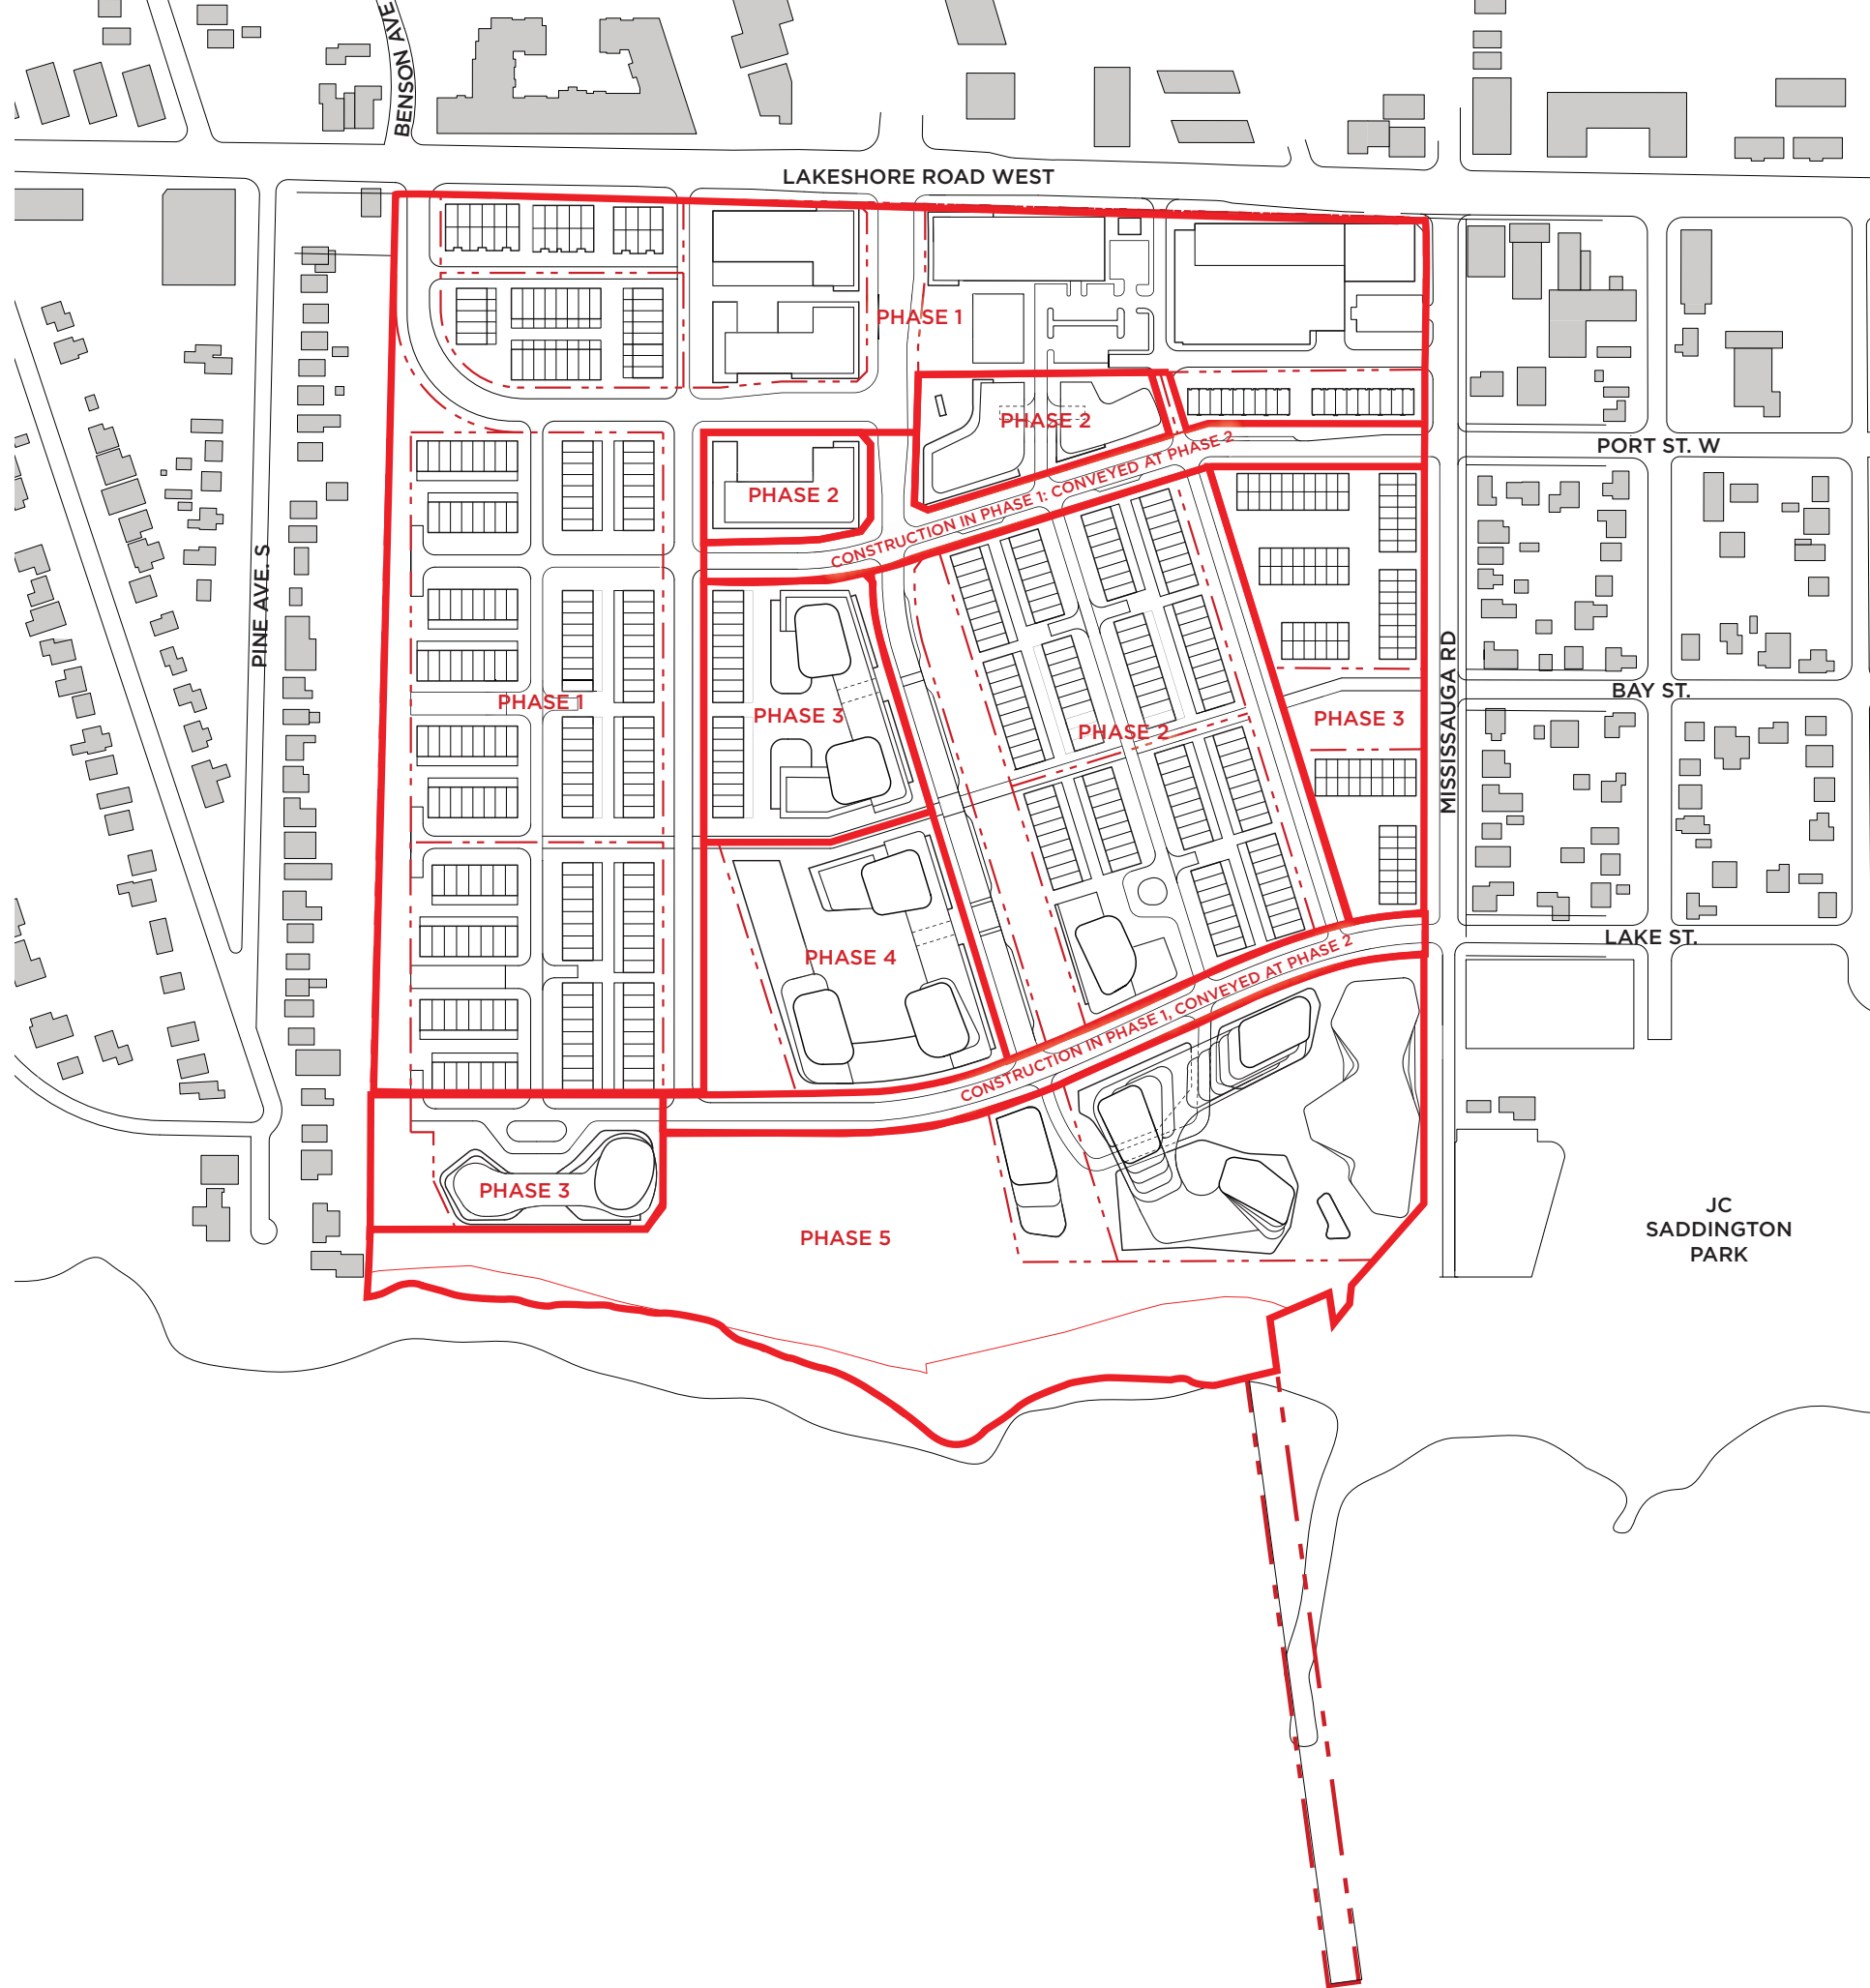 BENSON AVE
LAKESHORE ROAD WEST
PHASE 1
PHASE 2
PORT ST. W
PHASE 2
CONSTRUCTION IN PHASE 1: CONVEYED AT PHASE 2
PINE AVE. S
MISSISSAUGA RD
BAY ST.
PHASE 1
PHASE 3
PHASE 3
PHASE 2
LAKE ST.
PHASE 4
CONSTRUCTION IN PHASE 1, CONVEYED AT PHASE 2
PHASE 3
PHASE 5
JC
SADDINGTON
PARK